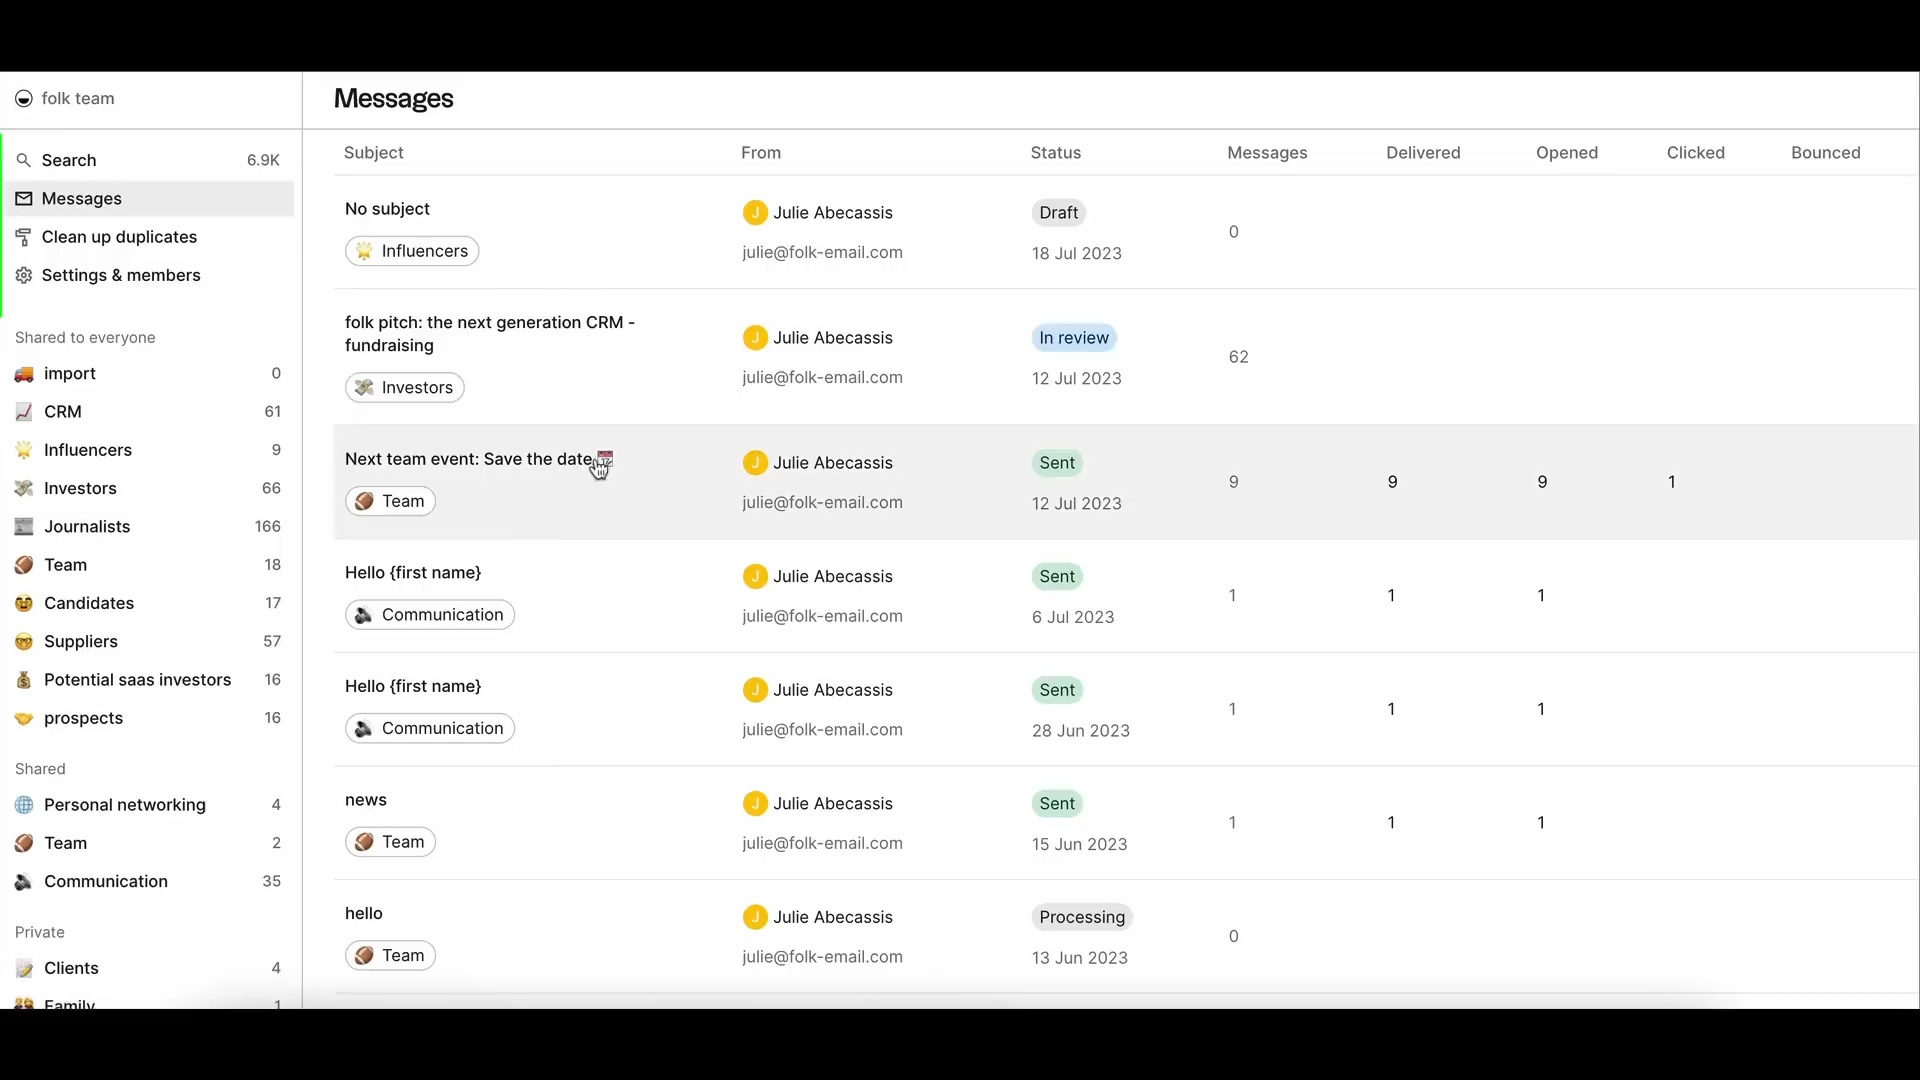 folk team
Messages
Search 6.9K
Messages
Clean up duplicates
Settings & members
Shared to everyone
import 0
CRM 61
Influencers 9
Investors 66
Journalists 166
Team 18
Candidates 17
Suppliers 57
Potential saas investors 16
prospects 16
Shared
Personal networking 4
Team 2
Communication 35
Private
Clients 4
Family 1
Subject From Status Messages Delivered Opened Clicked Bounced
No subject
Influencers
J Julie Abecassis
julie@folk-email.com
Draft
18 Jul 2023
0
folk pitch: the next generation CRM -
fundraising
Investors
J Julie Abecassis
julie@folk-email.com
In review
12 Jul 2023
62
Next team event: Save the date
Team
J Julie Abecassis
julie@folk-email.com
Sent
12 Jul 2023
9 9 9 1
Hello {first name}
Communication
J Julie Abecassis
julie@folk-email.com
Sent
6 Jul 2023
1 1 1
Hello {first name}
Communication
J Julie Abecassis
julie@folk-email.com
Sent
28 Jun 2023
1 1 1
news
Team
J Julie Abecassis
julie@folk-email.com
Sent
15 Jun 2023
1 1 1
hello
Team
J Julie Abecassis
julie@folk-email.com
Processing
13 Jun 2023
0